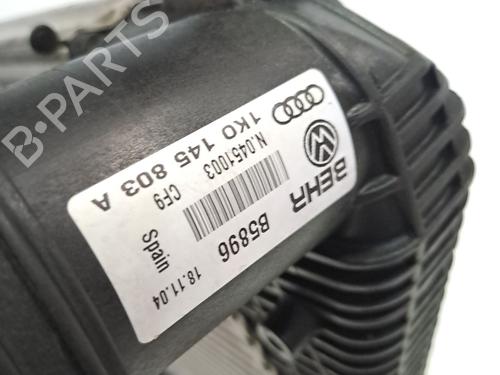 BEHR
1K0 145 803 A
N.0451003
CF9
B5896
Spain
18.11.04
B-PARTS